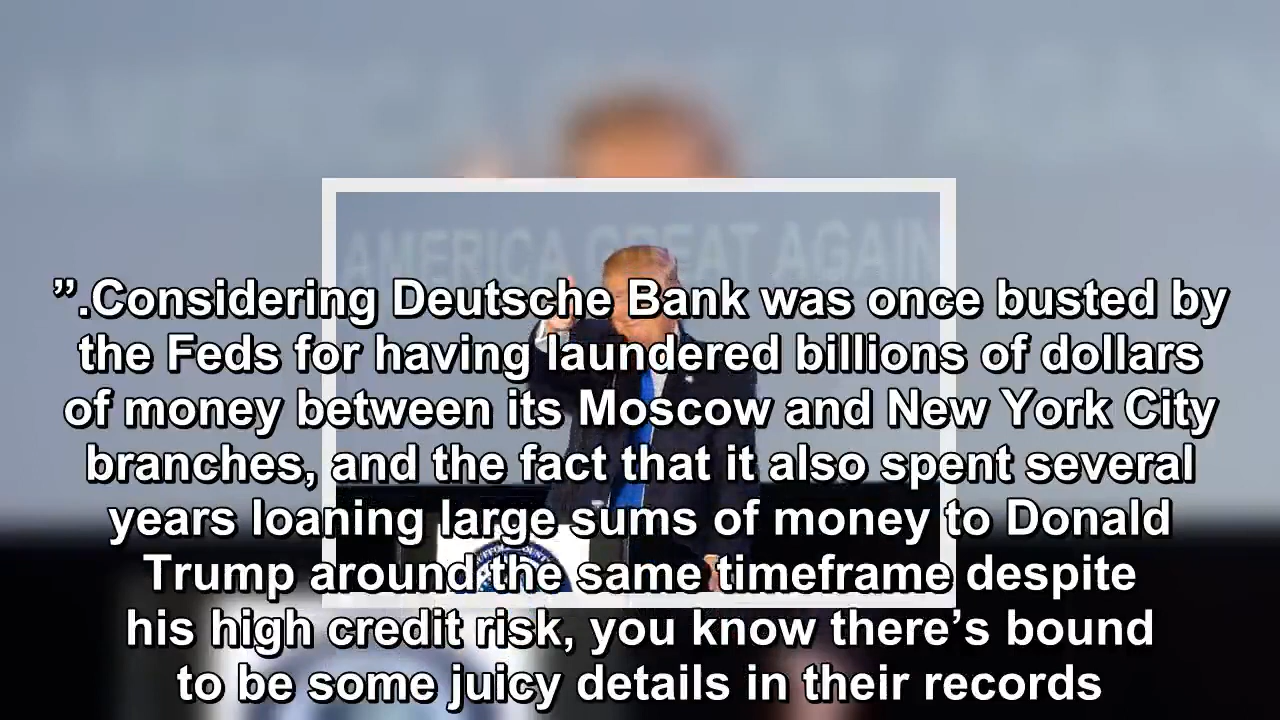 AMERICA GREAT AGAIN
”.Considering Deutsche Bank was once busted by
the Feds for having laundered billions of dollars
of money between its Moscow and New York City
branches, and the fact that it also spent several
years loaning large sums of money to Donald
Trump around the same timeframe despite
his high credit risk, you know there’s bound
to be some juicy details in their records